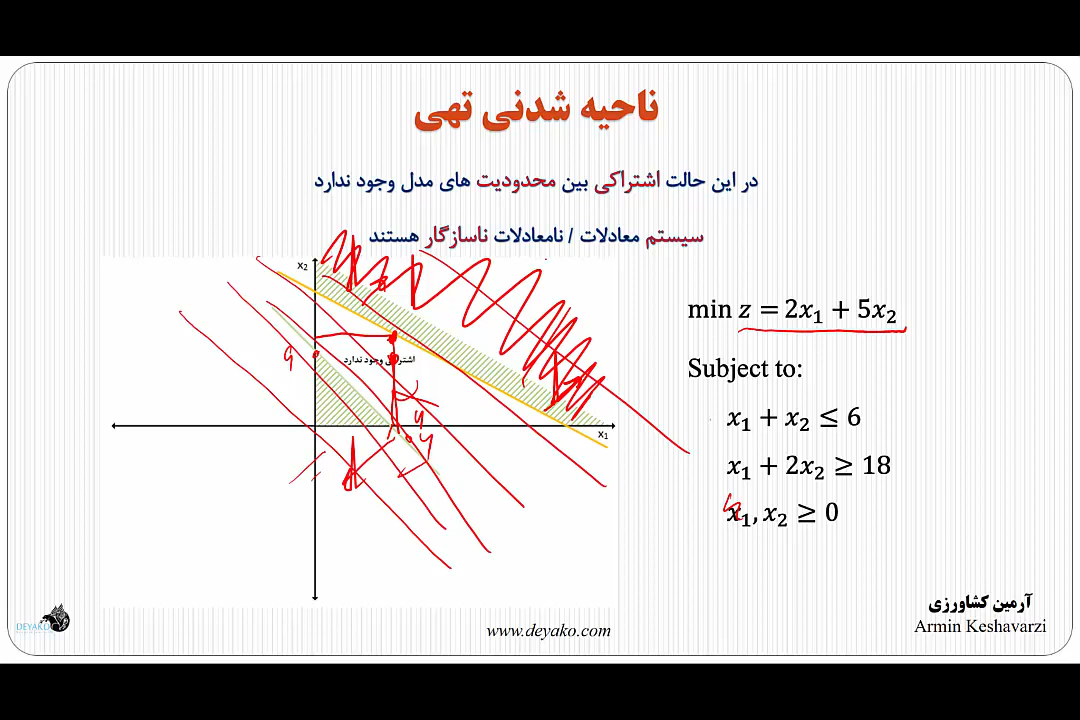 ناحیه شدنی تهی
در این حالت اشتراکی بین محدودیت های مدل وجود ندارد
سیستم معادلات / نامعادلات ناسازگار هستند
x₂
اشتراکی وجود ندارد
x₁
min z = 2x₁ + 5x₂
Subject to:
x₁ + x₂ ≤ 6
x₁ + 2x₂ ≥ 18
x₁, x₂ ≥ 0
آرمین کشاورزی
Armin Keshavarzi
www.deyako.com
DEYAKO